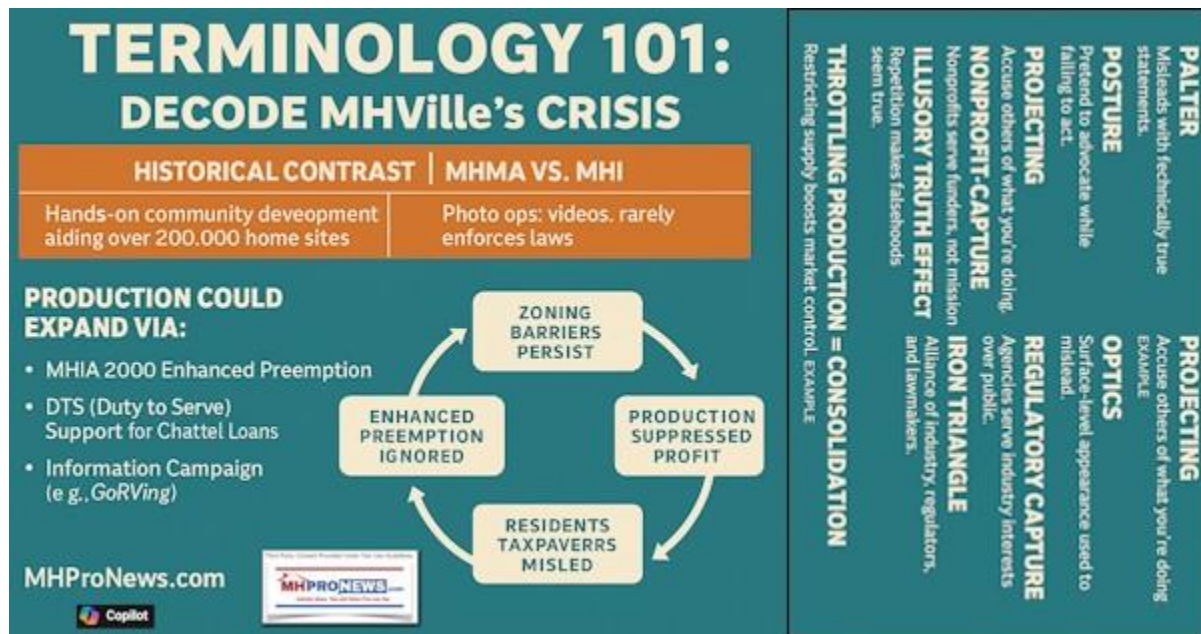 TERMINOLOGY 101:
DECODE MHVille's CRISIS
HISTORICAL CONTRAST | MHMA VS. MHI
Hands-on community deveopment
aiding over 200.000 home sites
Photo ops: videos. rarely
enforces laws
PRODUCTION COULD
EXPAND VIA:
• MHIA 2000 Enhanced Preemption
• DTS (Duty to Serve)
Support for Chattel Loans
• Information Campaign
(e g., GoRVing)
ZONING
BARRIERS
PERSIST
PRODUCTION
SUPPRESSED
PROFIT
RESIDENTS
TAXPAVERRS
MISLED
ENHANCED
PREEMPTION
IGNORED
MHProNews.com
Copilot
MHPRONEWS.com
PALTER
Misleads with fechnically true
statements.
POSTURE
Pretend to advocate while
falling to act.
PROJECTING
Accuse others of what you're doing.
NONPROFIT-CAPTURE
Nonprofits serve funders, not mission
ILLUSORY TRUTH EFFECT
Repetition makes falsehoods
seem true.
THROTTLING PRODUCTION = CONSOLIDATION
Restricting supply boosts market control. EXAMPLE
PROJECTING
Accuse others of what you're doing
EXAMPLE
OPTICS
Surface-level appearance used to
mislead.
REGULATORY CAPTURE
Agencies serve industry interests
over public.
IRON TRIANGLE
Alliance of industry, regulators,
and lawmakers.